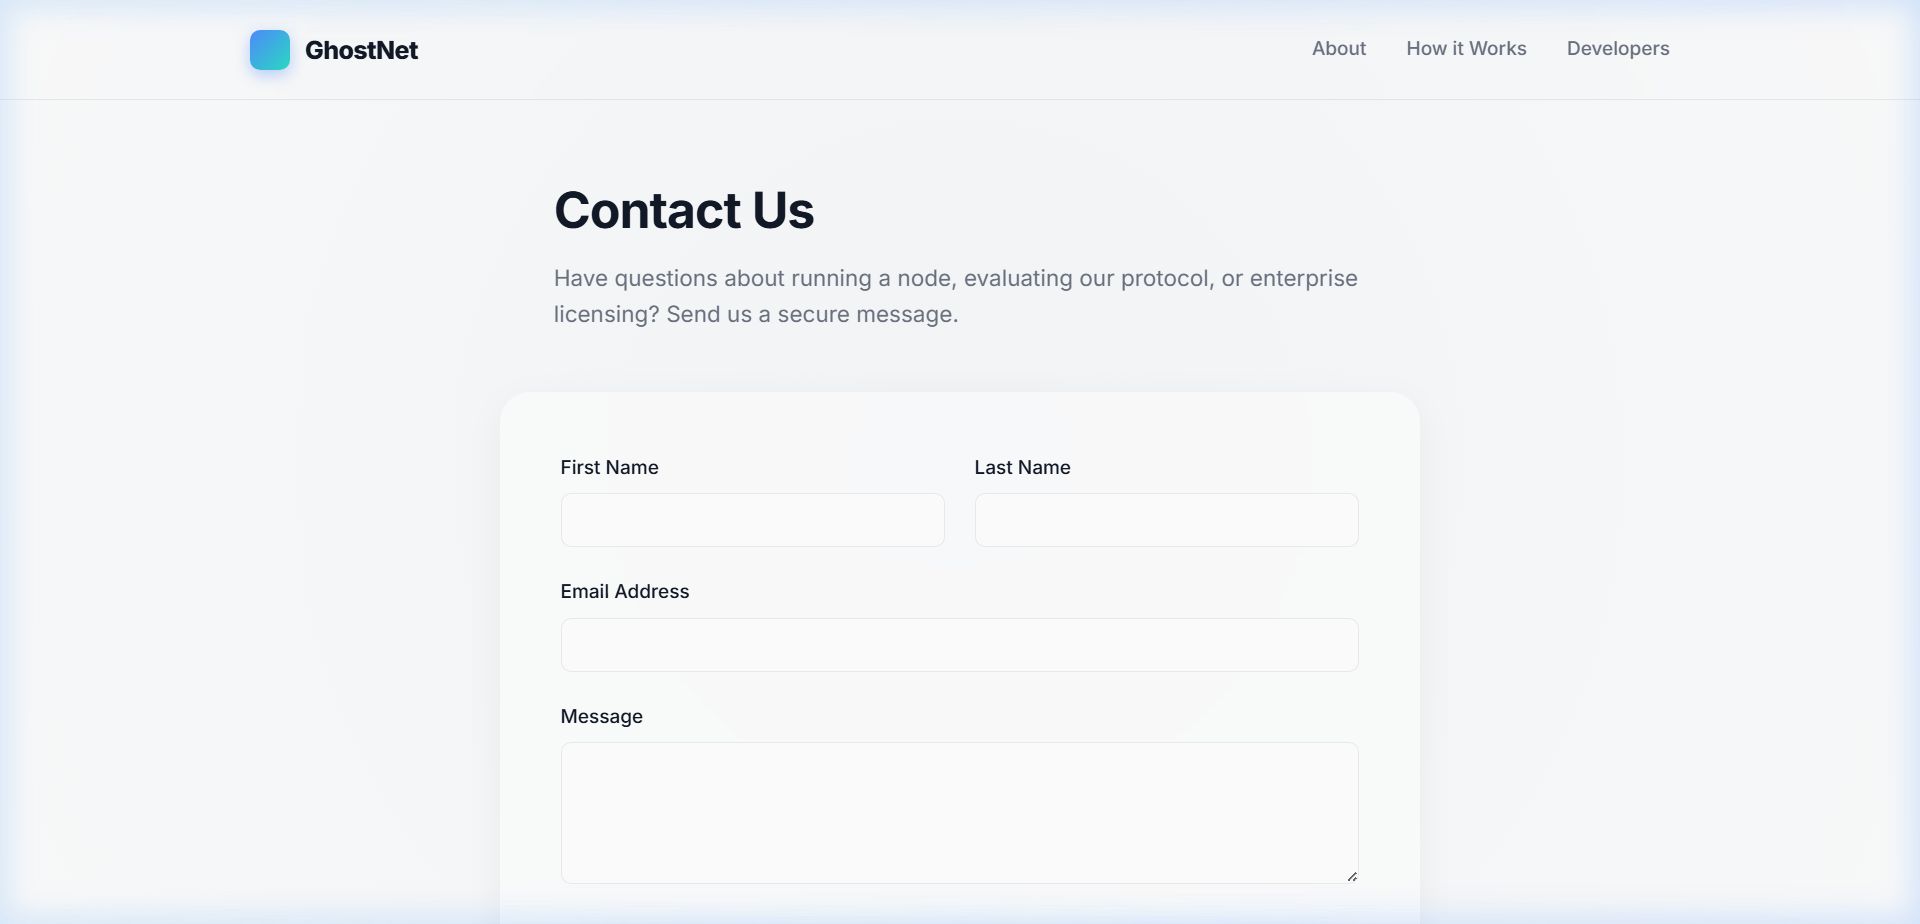 GhostNet
About
How it Works
Developers
Contact Us
Have questions about running a node, evaluating our protocol, or enterprise
licensing? Send us a secure message.
First Name
Last Name
Email Address
Message